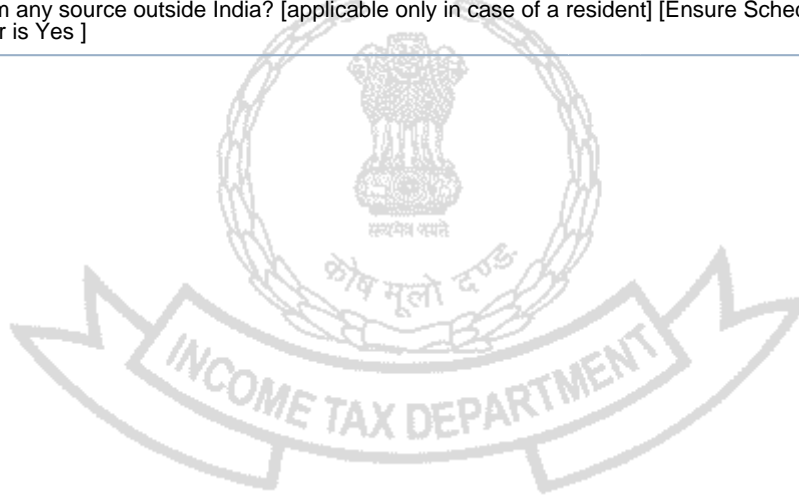 m any source outside India? [applicable only in case of a resident] [Ensure Sched
r is Yes ]
सत्यमेव जयते
कोष मूलो दण्डः
INCOME TAX DEPARTMENT